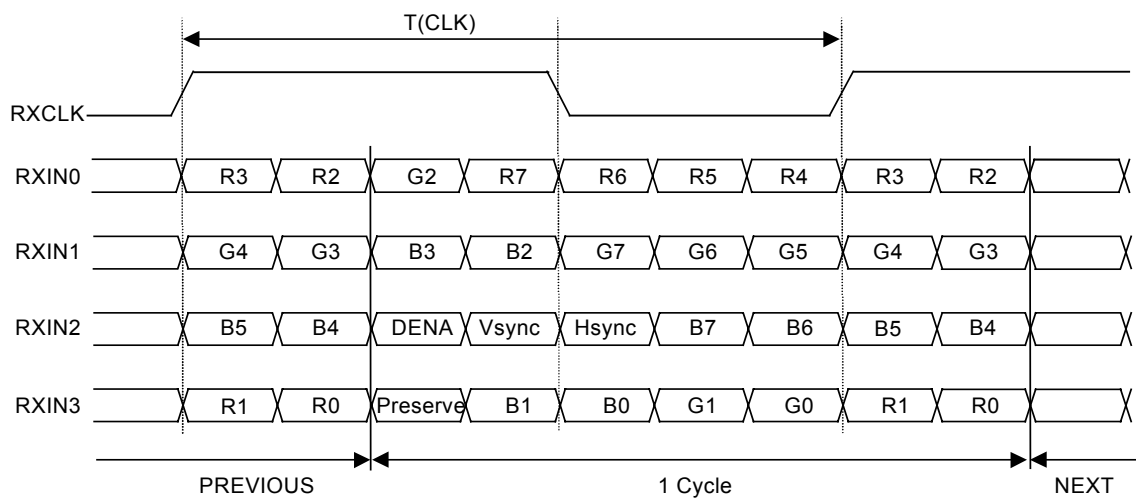 T(CLK)
RXCLK
RXIN0 R3 R2 G2 R7 R6 R5 R4 R3 R2
RXIN1 G4 G3 B3 B2 G7 G6 G5 G4 G3
RXIN2 B5 B4 DENA Vsync Hsync B7 B6 B5 B4
RXIN3 R1 R0 Preserve B1 B0 G1 G0 R1 R0
PREVIOUS 1 Cycle NEXT